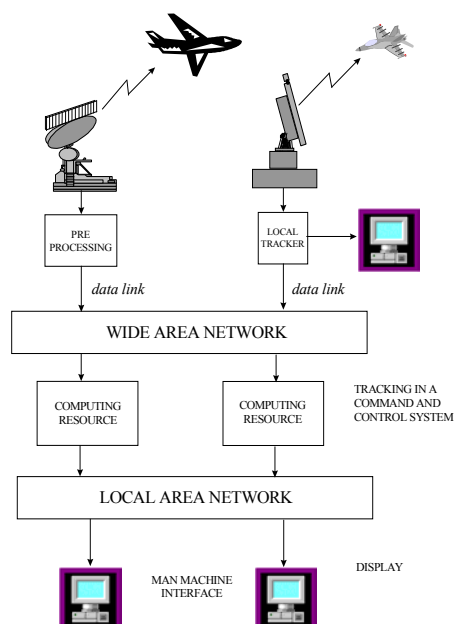 PRE
PROCESSING
LOCAL
TRACKER
data link
data link
WIDE AREA NETWORK
COMPUTING
RESOURCE
COMPUTING
RESOURCE
TRACKING IN A
COMMAND AND
CONTROL SYSTEM
LOCAL AREA NETWORK
MAN MACHINE
INTERFACE
DISPLAY